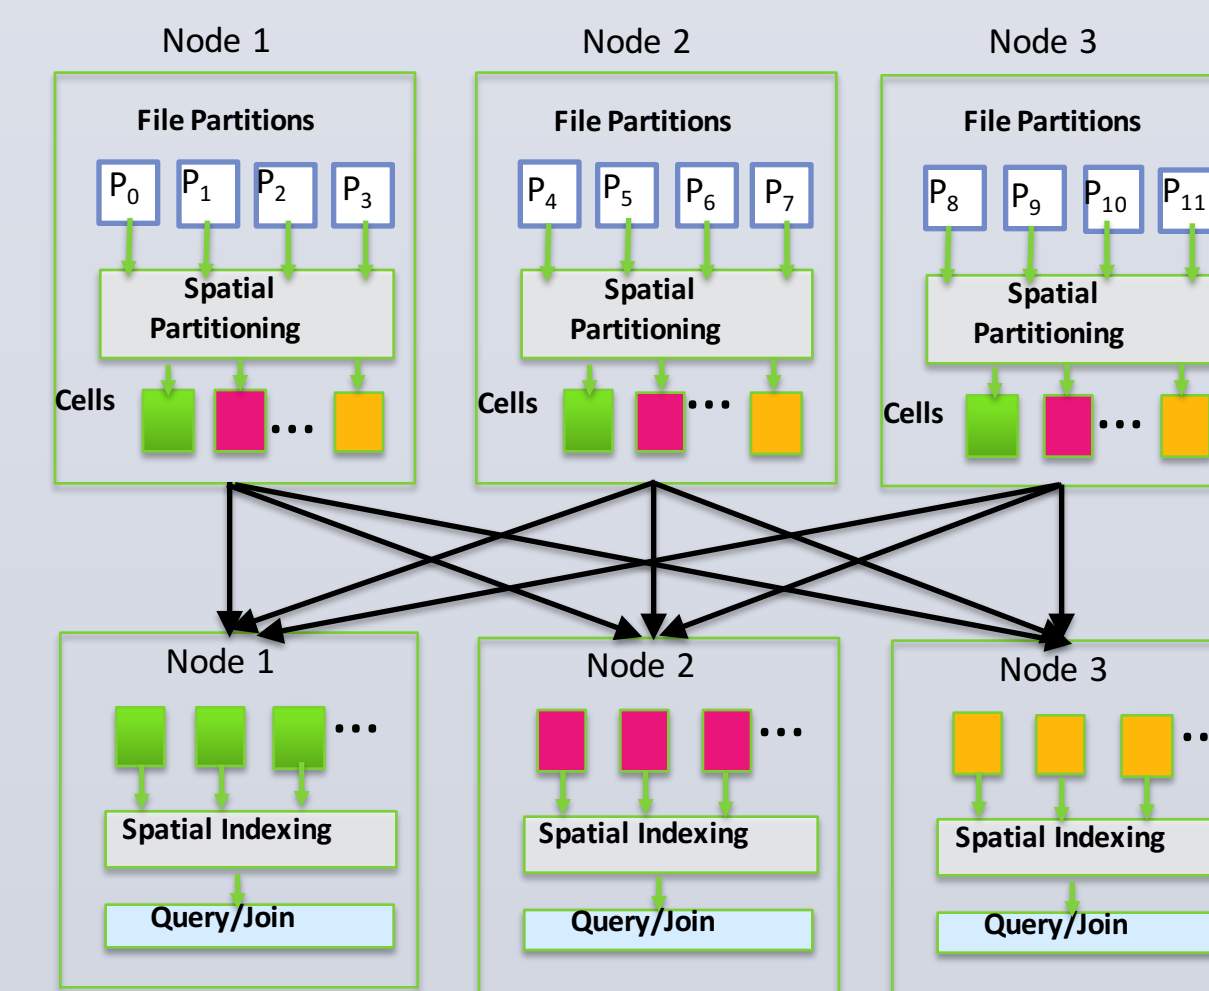 Node 1
Node 2
Node 3
File Partitions
File Partitions
File Partitions
P0
P1
P2
P3
P4
P5
P6
P7
P8
P9
P10
P11
Spatial
Partitioning
Spatial
Partitioning
Spatial
Partitioning
Cells
...
Cells
...
Cells
...
Node 1
Node 2
Node 3
...
...
..
Spatial Indexing
Spatial Indexing
Spatial Indexing
Query/Join
Query/Join
Query/Join